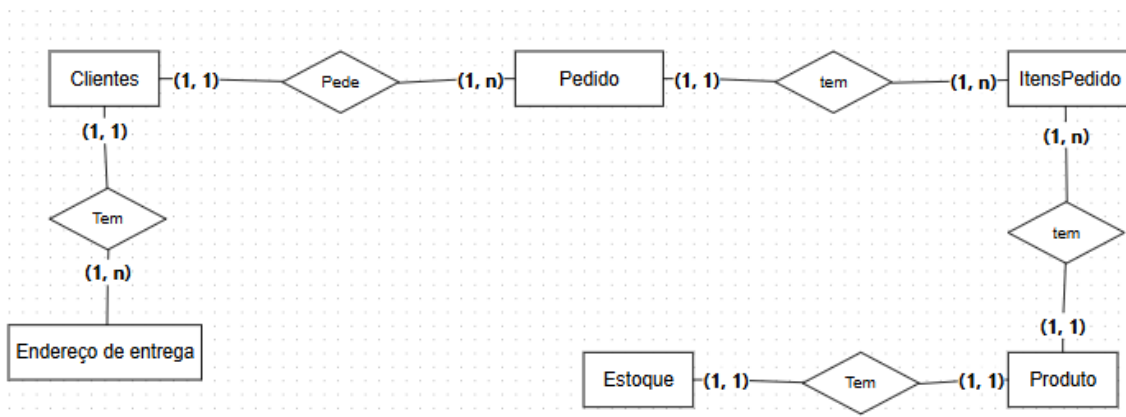 Clientes (1, 1) Pede (1, n) Pedido (1, 1) tem (1, n) ItensPedido
(1, 1) (1, n)
Tem tem
(1, n)
(1, 1)
Endereço de entrega
Estoque (1, 1) Tem (1, 1) Produto